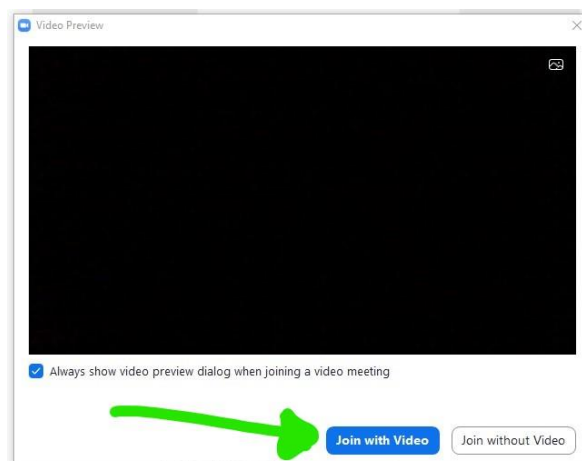 Video Preview
Always show video preview dialog when joining a video meeting
Join with Video
Join without Video